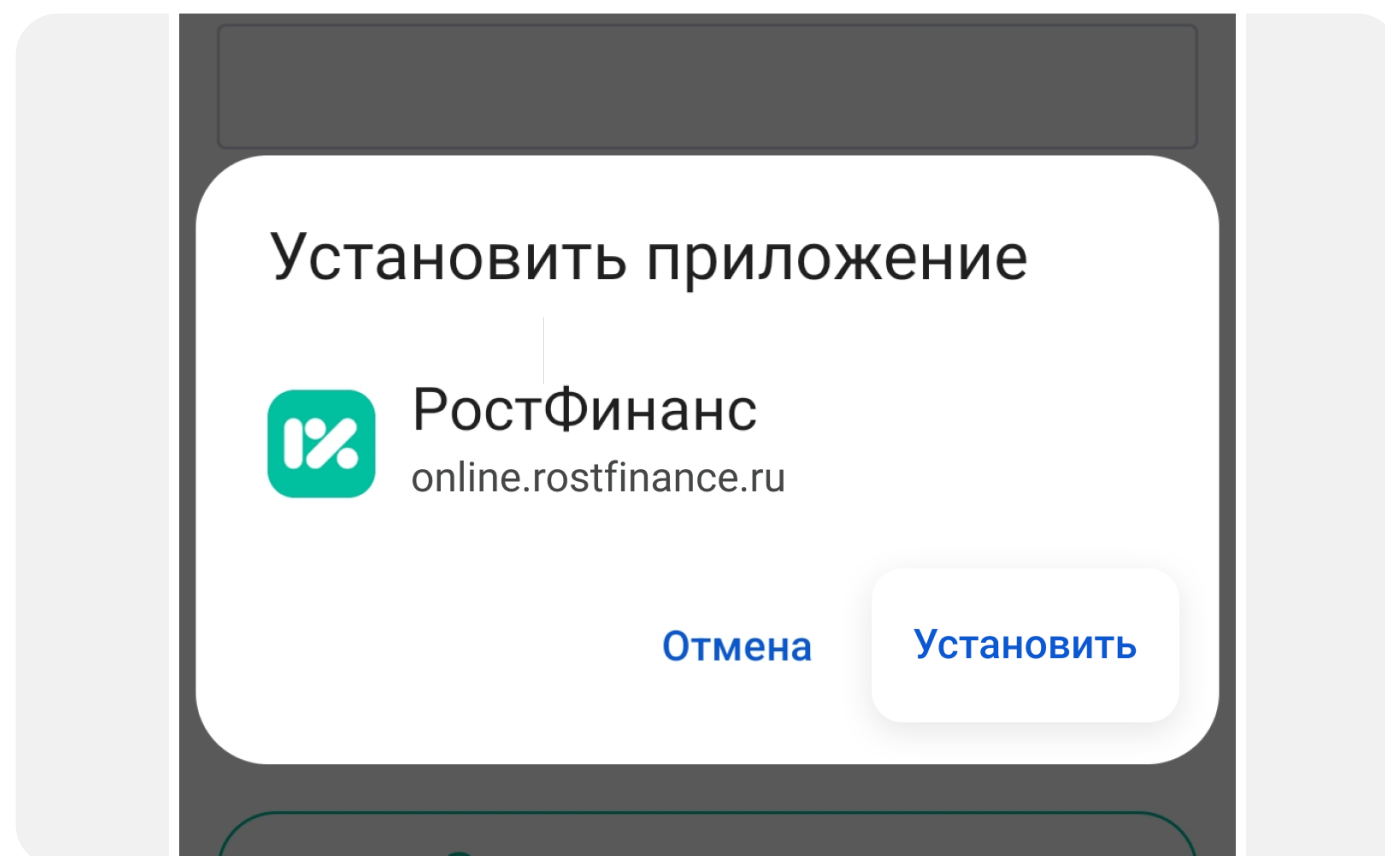 Установить приложение
РостФинанс
online.rostfinance.ru
Отмена
Установить